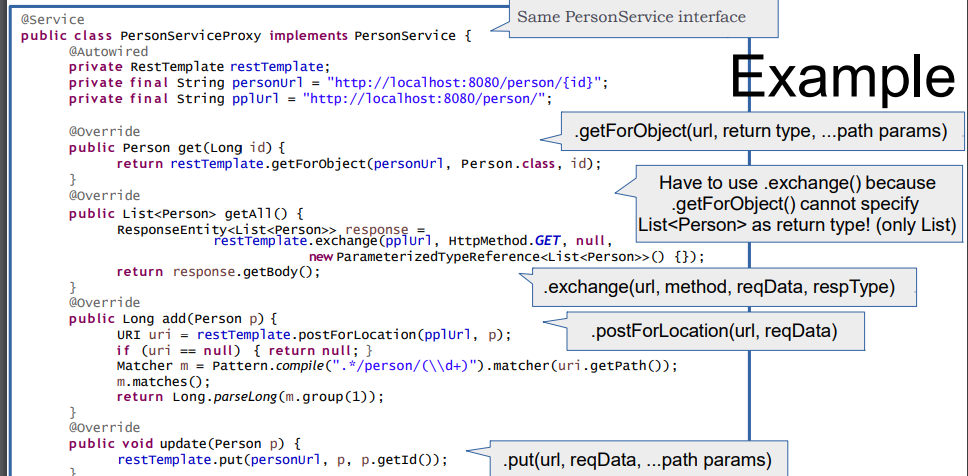 @Service
Same PersonService interface
public class PersonServiceProxy implements PersonService {
@Autowired
private RestTemplate restTemplate;
private final String personUrl = "http://localhost:8080/person/{id}";
private final String pplUrl = "http://localhost:8080/person/";
Example
@Override
.getForObject(url, return type, ...path params)
public Person get(Long id) {
return restTemplate.getForObject(personUrl, Person.class, id);
}
@Override
Have to use .exchange() because
.getForObject() cannot specify
List<Person> as return type! (only List)
public List<Person> getAll() {
ResponseEntity<List<Person>> response =
restTemplate.exchange(pplUrl, HttpMethod.GET, null,
new ParameterizedTypeReference<List<Person>>() {});
return response.getBody();
.exchange(url, method, reqData, respType)
}
@Override
public Long add(Person p) {
.postForLocation(url, reqData)
URI uri = restTemplate.postForLocation(pplUrl, p);
if (uri == null) { return null; }
Matcher m = Pattern.compile(".*/person/(\\d+)").matcher(uri.getPath());
m.matches();
return Long.parseLong(m.group(1));
}
@Override
public void update(Person p) {
restTemplate.put(personUrl, p, p.getId());
.put(url, reqData, ...path params)
}